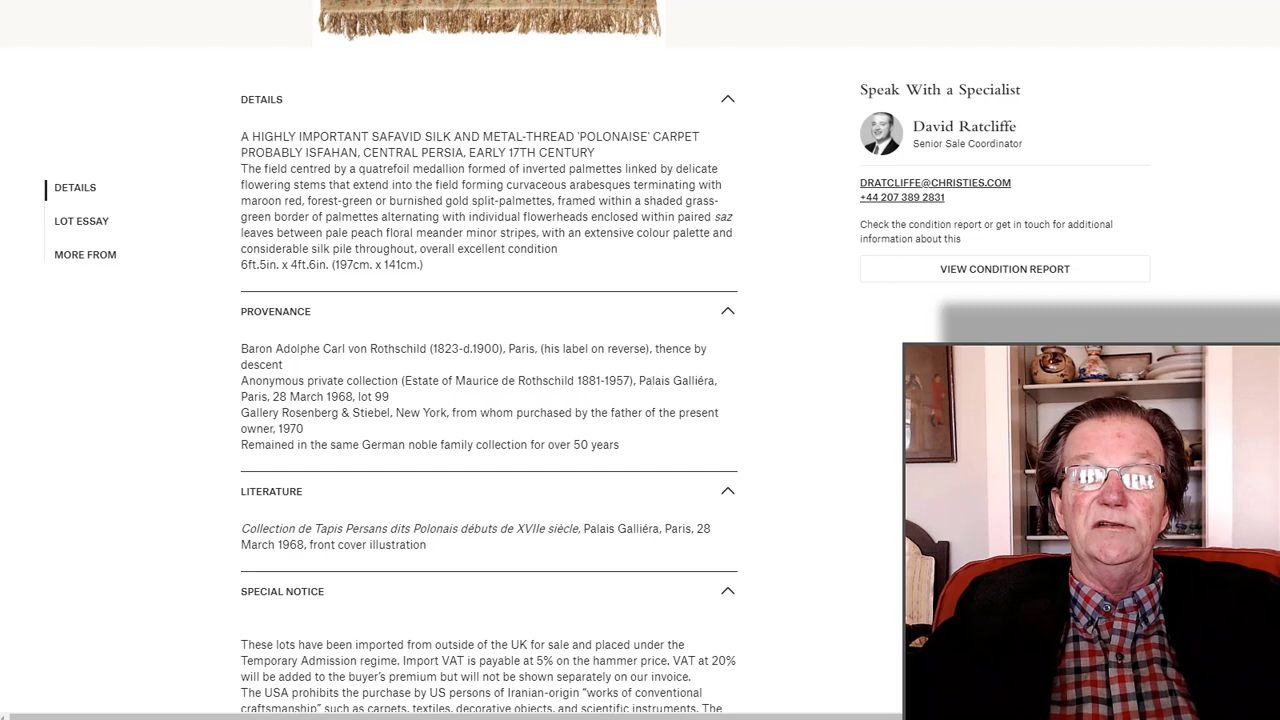 DETAILS
LOT ESSAY
MORE FROM
DETAILS
A HIGHLY IMPORTANT SAFAVID SILK AND METAL-THREAD 'POLONAISE' CARPET
PROBABLY ISFAHAN, CENTRAL PERSIA, EARLY 17TH CENTURY
The field centred by a quatrefoil medallion formed of inverted palmettes linked by delicate
flowering stems that extend into the field forming curvaceous arabesques terminating with
maroon red, forest-green or burnished gold split-palmettes, framed within a shaded grass-
green border of palmettes alternating with individual flowerheads enclosed within paired saz
leaves between pale peach floral meander minor stripes, with an extensive colour palette and
considerable silk pile throughout, overall excellent condition
6ft.5in. x 4ft.6in. (197cm. x 141cm.)
PROVENANCE
Baron Adolphe Carl von Rothschild (1823-d.1900), Paris, (his label on reverse), thence by
descent
Anonymous private collection (Estate of Maurice de Rothschild 1881-1957), Palais Galliéra,
Paris, 28 March 1968, lot 99
Gallery Rosenberg & Stiebel, New York, from whom purchased by the father of the present
owner, 1970
Remained in the same German noble family collection for over 50 years
LITERATURE
Collection de Tapis Persans dits Polonais débuts de XVIIe siècle, Palais Galliéra, Paris, 28
March 1968, front cover illustration
SPECIAL NOTICE
These lots have been imported from outside of the UK for sale and placed under the
Temporary Admission regime. Import VAT is payable at 5% on the hammer price. VAT at 20%
will be added to the buyer's premium but will not be shown separately on our invoice.
The USA prohibits the purchase by US persons of Iranian-origin "works of conventional
craftsmanship" such as carpets, textiles, decorative objects, and scientific instruments. The
Speak With a Specialist
David Ratcliffe
Senior Sale Coordinator
DRATCLIFFE@CHRISTIES.COM
+44 207 389 2831
Check the condition report or get in touch for additional
information about this
VIEW CONDITION REPORT